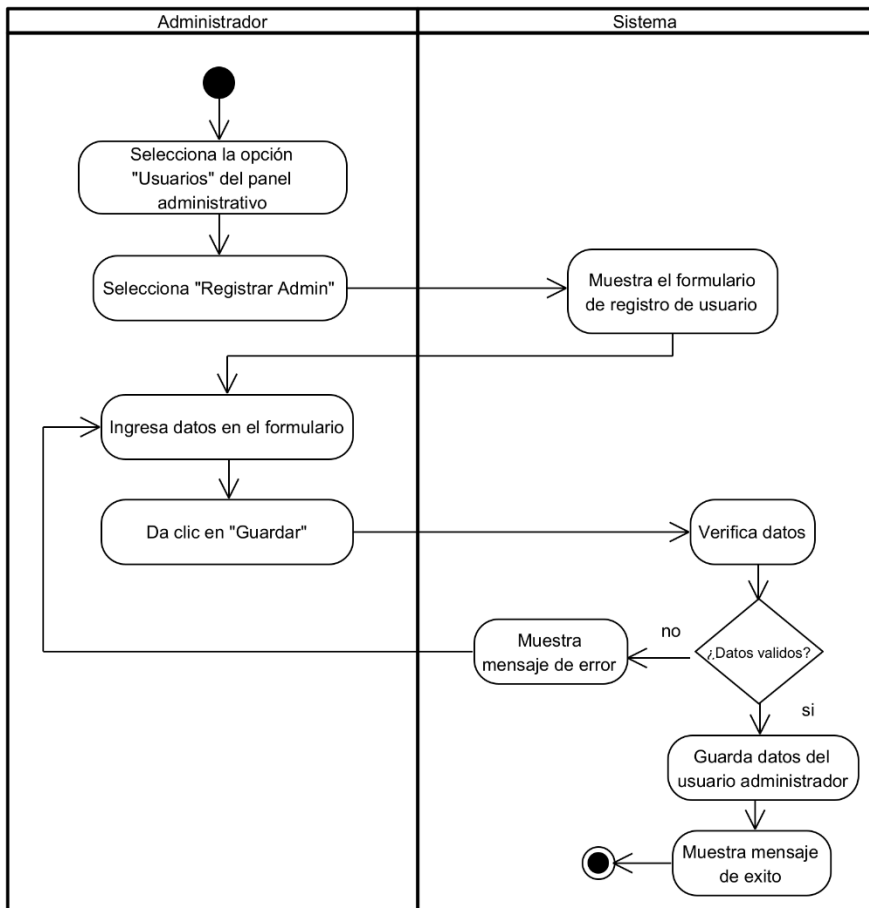 Administrador
Sistema
Selecciona la opción
"Usuarios" del panel
administrativo
Selecciona "Registrar Admin"
Muestra el formulario
de registro de usuario
Ingresa datos en el formulario
Da clic en "Guardar"
Verifica datos
¿Datos validos?
no
Muestra
mensaje de error
si
Guarda datos del
usuario administrador
Muestra mensaje
de exito